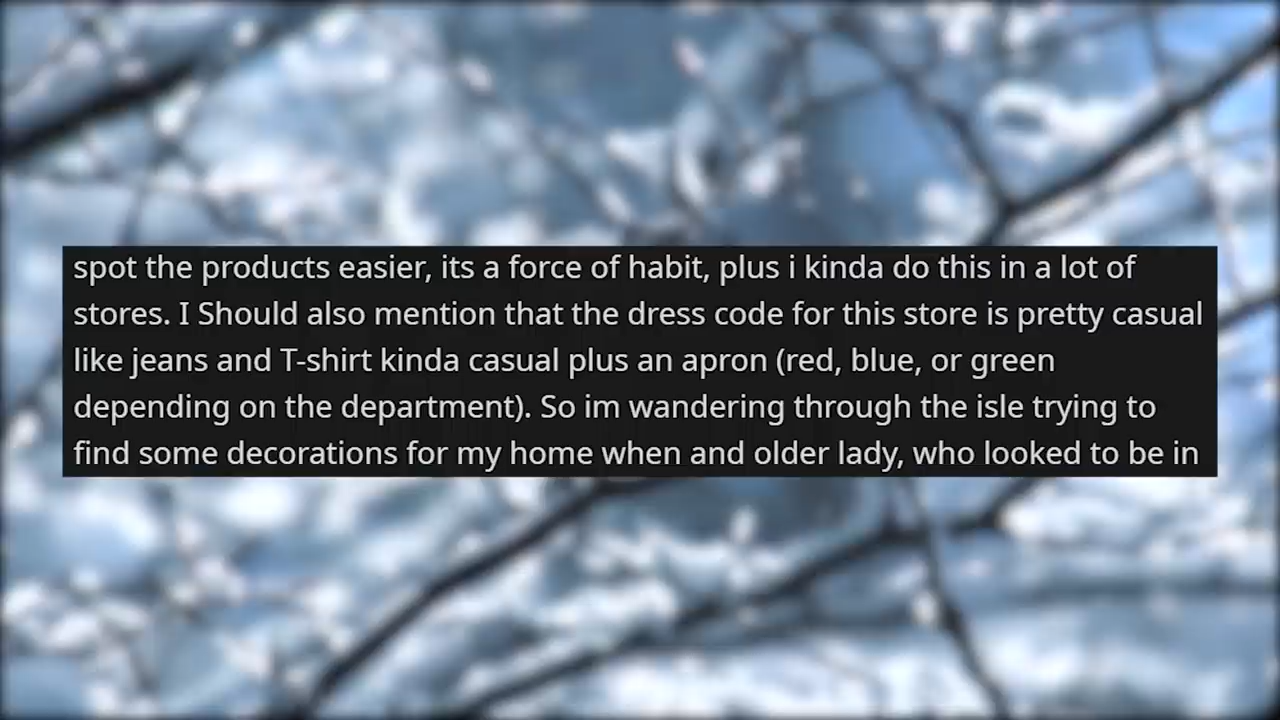 spot the products easier, its a force of habit, plus i kinda do this in a lot of
stores. I Should also mention that the dress code for this store is pretty casual
like jeans and T-shirt kinda casual plus an apron (red, blue, or green
depending on the department). So im wandering through the isle trying to
find some decorations for my home when and older lady, who looked to be in